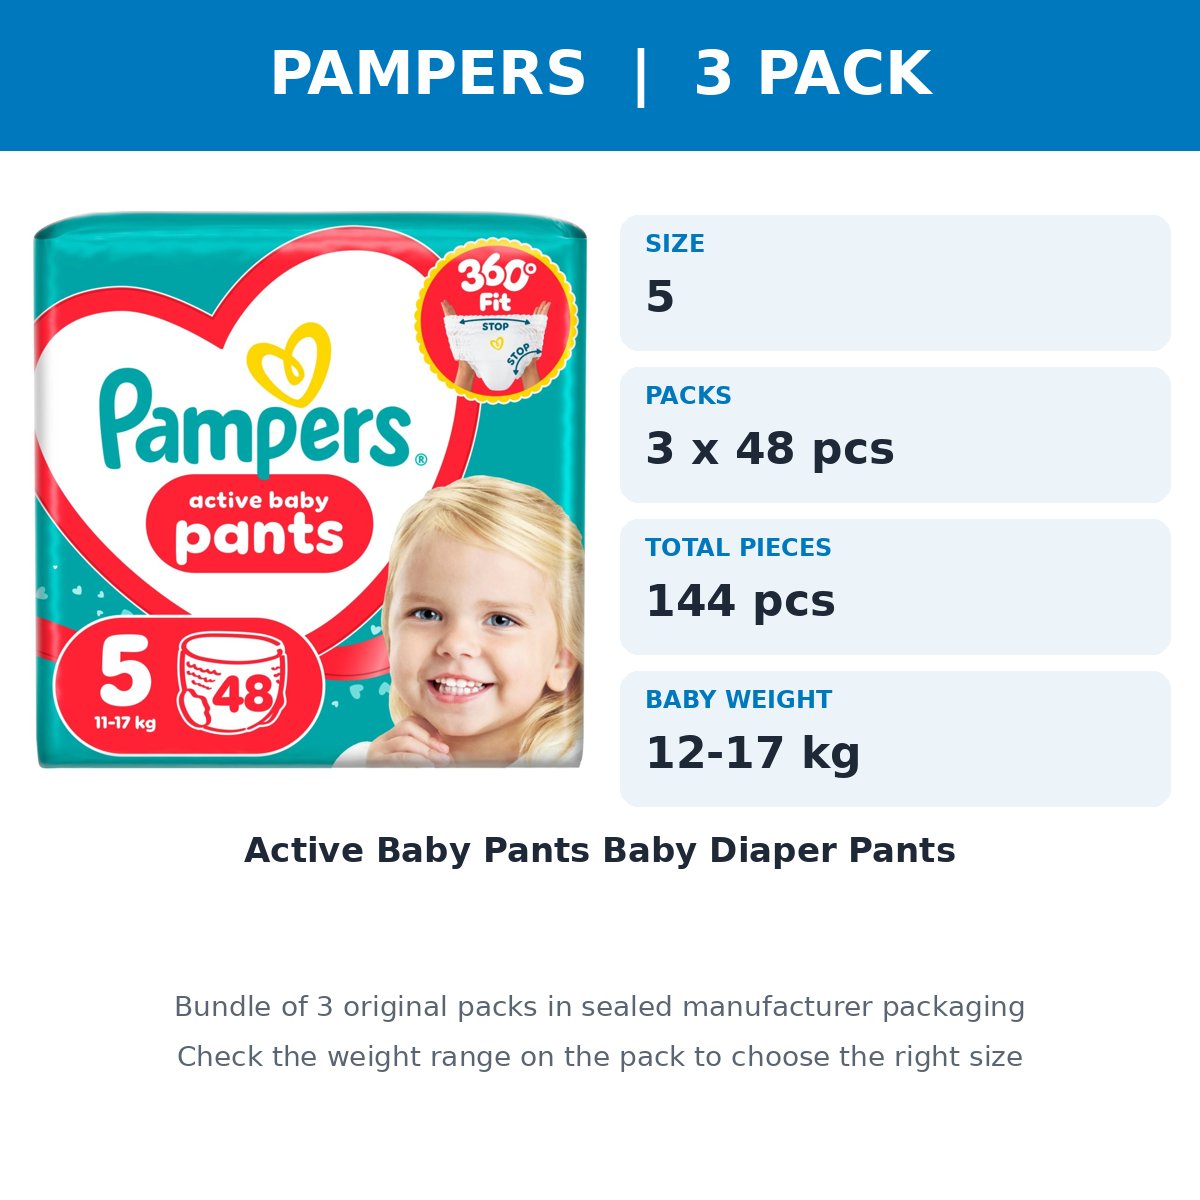 PAMPERS | 3 PACK
360°
Fit
STOP
STOP
Pampers®
active baby
pants
5
48
11-17 kg
SIZE
5
PACKS
3 x 48 pcs
TOTAL PIECES
144 pcs
BABY WEIGHT
12-17 kg
Active Baby Pants Baby Diaper Pants
Bundle of 3 original packs in sealed manufacturer packaging
Check the weight range on the pack to choose the right size